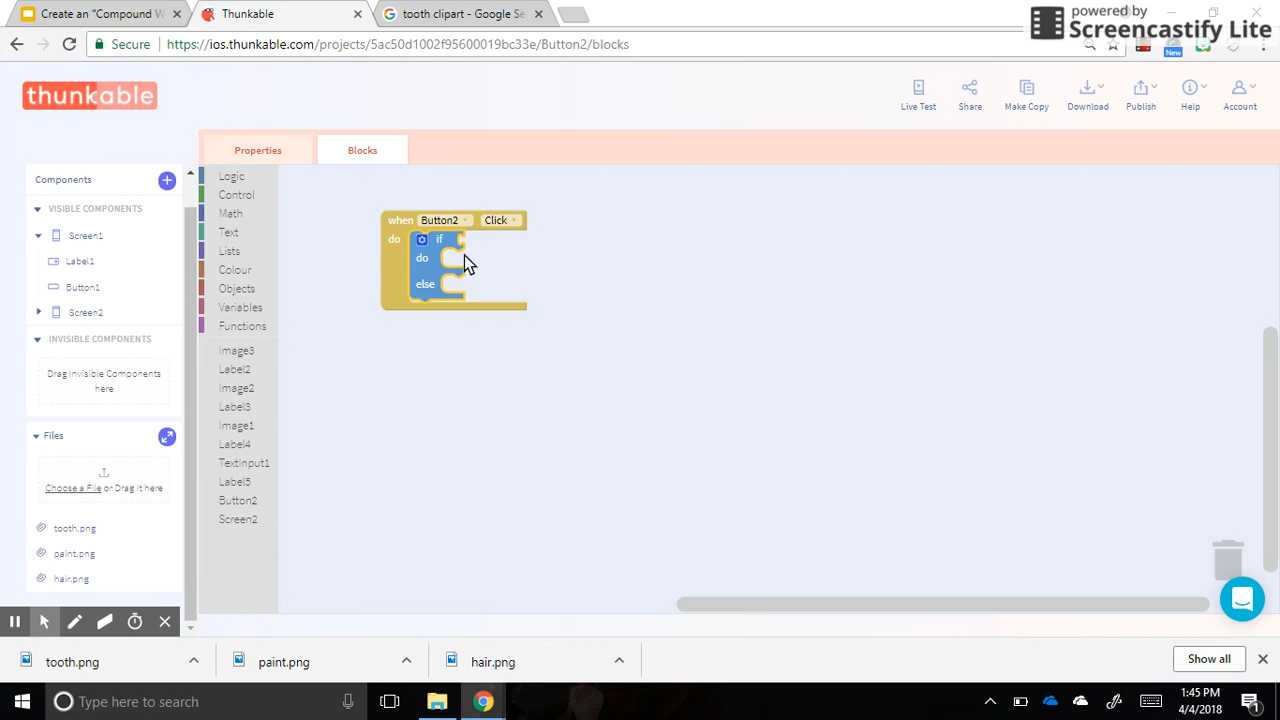 Create an "Compound W
Thunkable
tooth clipart - Google Se
powered by
Screencastify Lite
Secure
https://ios.thunkable.com/projects/
/Button2/blocks
New
thunkable
Live Test
Share
Make Copy
Download
Publish
Help
Account
Properties
Blocks
Components
VISIBLE COMPONENTS
Screen1
Label1
Button1
Screen2
INVISIBLE COMPONENTS
Drag Invisible Components
here
Files
Choose a File or Drag it here
tooth.png
paint.png
hair.png
Logic
Control
Math
Text
Lists
Colour
Objects
Variables
Functions
Image3
Label2
Image2
Label3
Image1
Label4
TextInput1
Label5
Button2
Screen2
when Button2 Click
do if
do
else
tooth.png
paint.png
hair.png
Show all
Type here to search
1:45 PM
4/4/2018
1